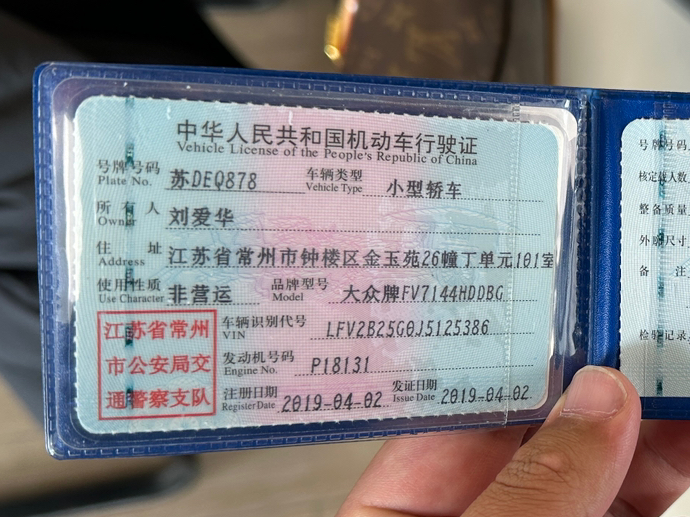 中华人民共和国机动车行驶证
Vehicle License of the People's Republic of China
号牌号码 苏DEQ878 车辆类型 小型轿车
Plate No. Vehicle Type
所有人 刘爱华
Owner
住址 江苏省常州市钟楼区金玉苑26幢丁单元101室
Address
使用性质 非营运 品牌型号 大众牌FV7144HDDBG
Use Character Model
江苏省常州
市公安局交
通警察支队
车辆识别代号 LFV2B25G0J5125386
VIN
发动机号码 P18131
Engine No.
注册日期 2019-04-02 发证日期 2019-04-02
Register Date Issue Date
号牌号码
核定载人数
整备质量
外廓尺寸
备注
检验记录